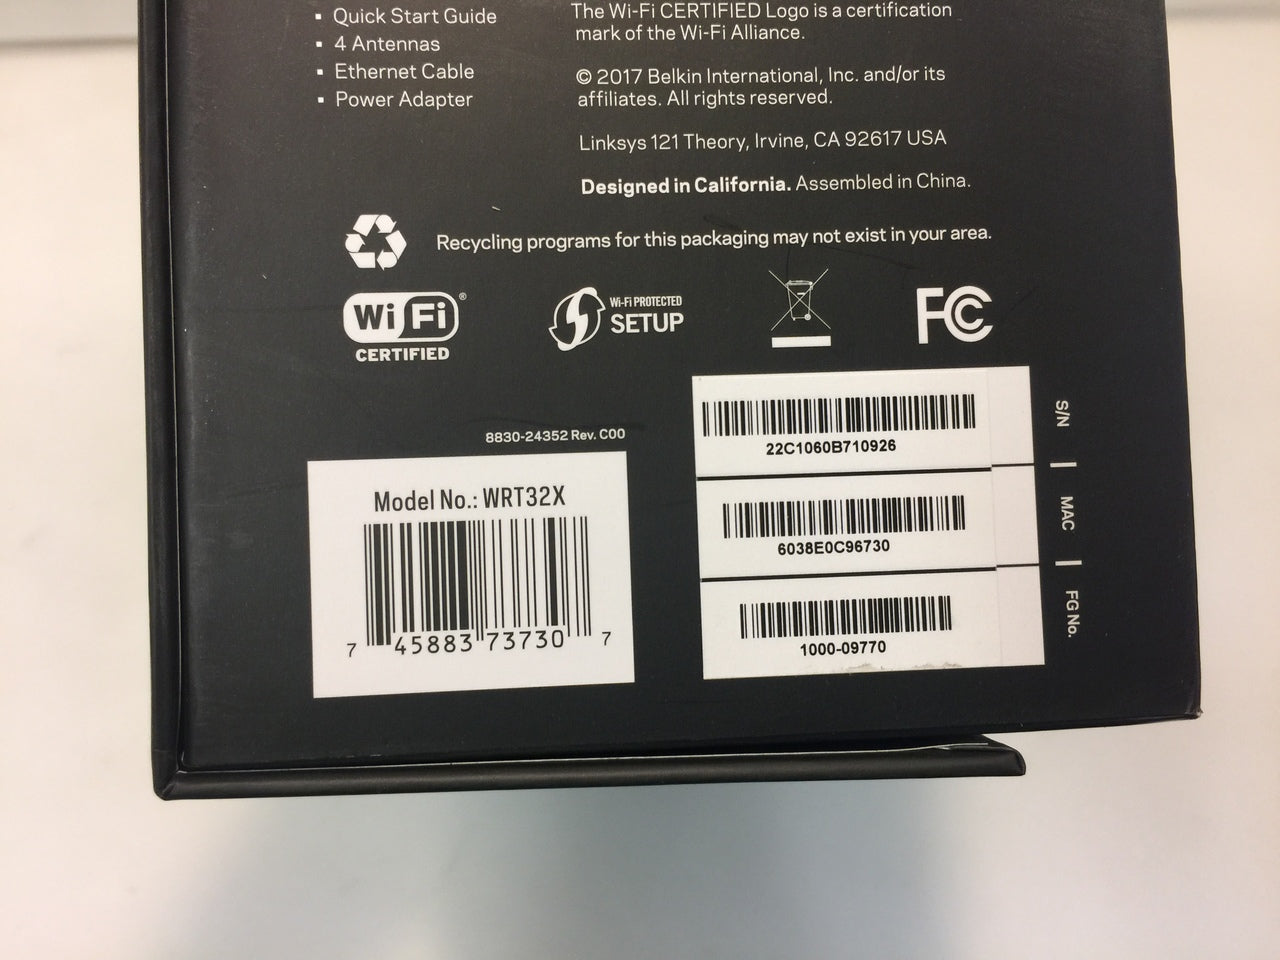 ▪ Quick Start Guide
▪ 4 Antennas
▪ Ethernet Cable
▪ Power Adapter
The Wi-Fi CERTIFIED Logo is a certification
mark of the Wi-Fi Alliance.
© 2017 Belkin International, Inc. and/or its
affiliates. All rights reserved.
Linksys 121 Theory, Irvine, CA 92617 USA
Designed in California. Assembled in China.
Recycling programs for this packaging may not exist in your area.
Wi Fi ®
CERTIFIED
Wi-Fi PROTECTED
SETUP
FC
8830-24352 Rev. C00
Model No.: WRT32X
7 45883 73730 7
22C1060B710926
S/N
6038E0C96730
MAC
1000-09770
FG No.